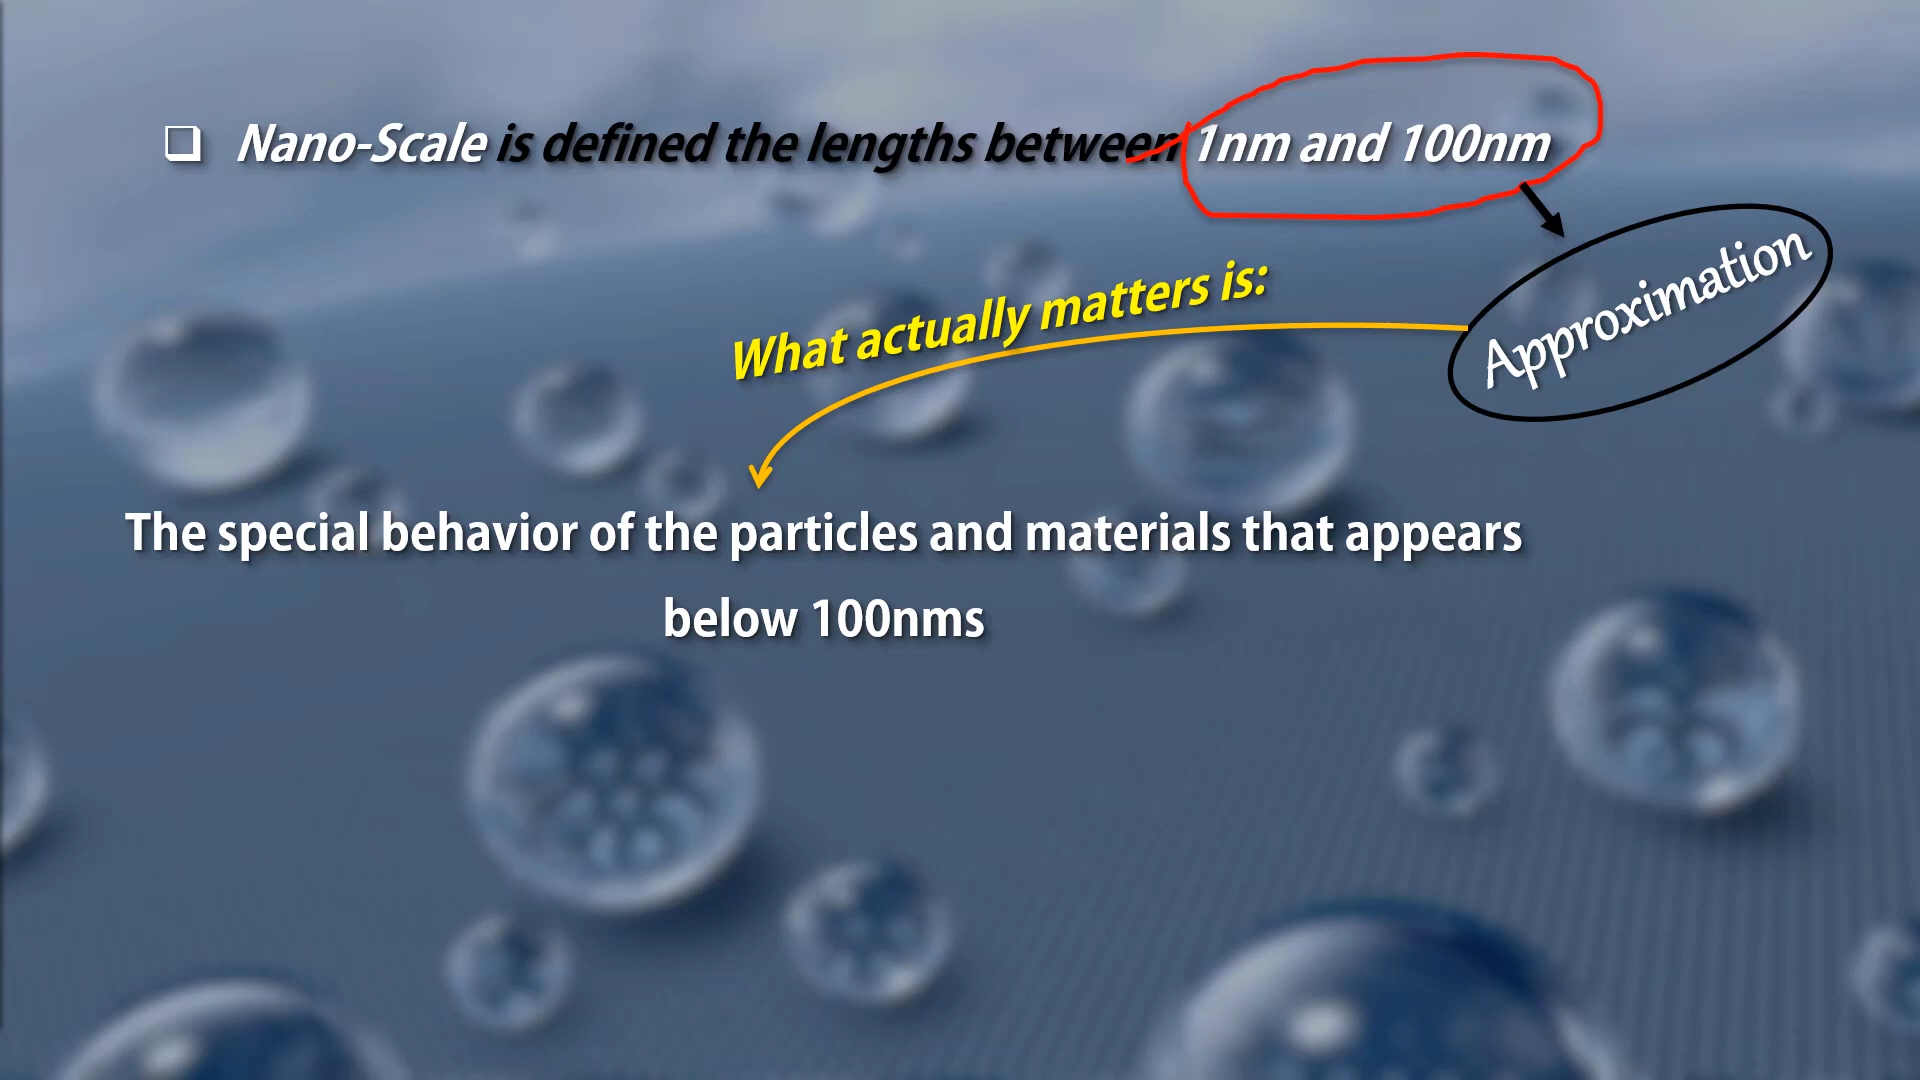 Nano-Scale is defined the lengths between 1nm and 100nm
Approximation
What actually matters is:
The special behavior of the particles and materials that appears
below 100nms